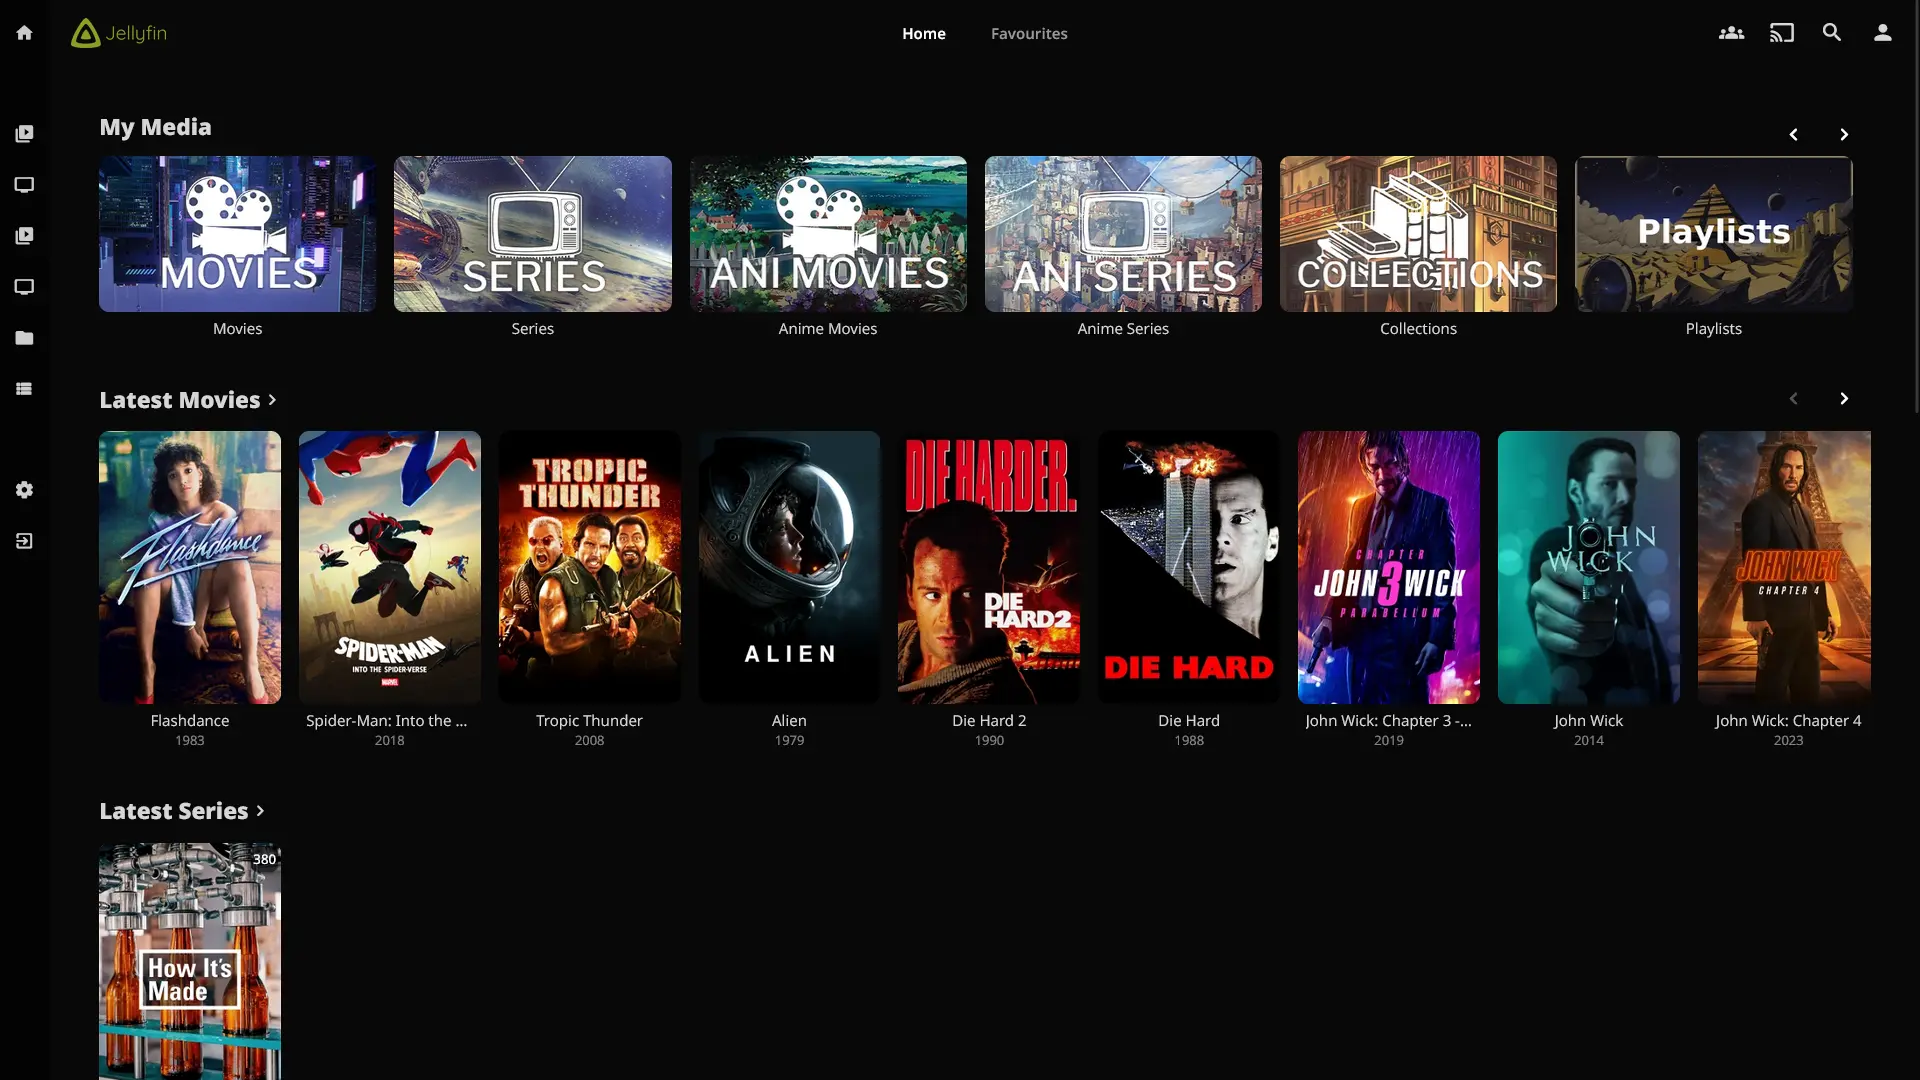 Jellyfin
Home
Favourites
My Media
MOVIES
SERIES
ANI MOVIES
ANI SERIES
COLLECTIONS
Playlists
Movies
Series
Anime Movies
Anime Series
Collections
Playlists
Latest Movies
Flashdance
SPIDER-MAN
INTO THE SPIDER-VERSE
MARVEL
TROPIC
THUNDER
ALIEN
DIE HARDER.
DIE
HARD2
DIE HARD
CHAPTER
JOHN 3 WICK
PARABELLUM
JOHN
WICK
JOHN WICK
CHAPTER 4
Flashdance
1983
Spider-Man: Into the ...
2018
Tropic Thunder
2008
Alien
1979
Die Hard 2
1990
Die Hard
1988
John Wick: Chapter 3 -...
2019
John Wick
2014
John Wick: Chapter 4
2023
Latest Series
380
How It's
Made